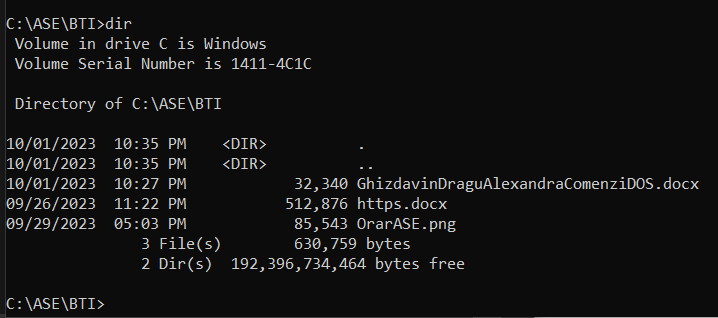 C:\ASE\BTI>dir
Volume in drive C is Windows
Volume Serial Number is 1411-4C1C
Directory of C:\ASE\BTI
10/01/2023  10:35 PM    <DIR>          .
10/01/2023  10:35 PM    <DIR>          ..
10/01/2023  10:27 PM            32,340 GhizdavinDraguAlexandraComenziDOS.docx
09/26/2023  11:22 PM           512,876 https.docx
09/29/2023  05:03 PM            85,543 OrarASE.png
3 File(s)        630,759 bytes
2 Dir(s)  192,396,734,464 bytes free
C:\ASE\BTI>